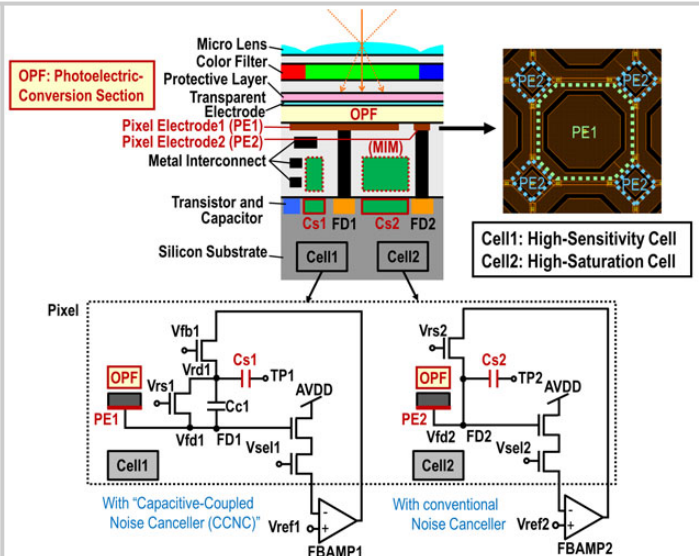 OPF: Photoelectric-
Conversion Section
Micro Lens
Color Filter
Protective Layer
Transparent
Electrode
OPF
Pixel Electrode1 (PE1)
Pixel Electrode2 (PE2)
(MIM)
Metal Interconnect
Transistor and
Capacitor
Cs1
FD1
Cs2
FD2
Silicon Substrate
Cell1
Cell2
PE2
PE2
PE1
PE2
PE2
Cell1: High-Sensitivity Cell
Cell2: High-Saturation Cell
Pixel
Vfb1
Vrd1
Cs1
TP1
OPF
Vrs1
Cc1
AVDD
PE1
Vfd1
FD1
Vsel1
Cell1
With "Capacitive-Coupled
Noise Canceller (CCNC)"
Vref1
-
+
FBAMP1
Vrs2
Cs2
TP2
OPF
AVDD
PE2
Vfd2
FD2
Vsel2
Cell2
With conventional
Noise Canceller
Vref2
-
+
FBAMP2